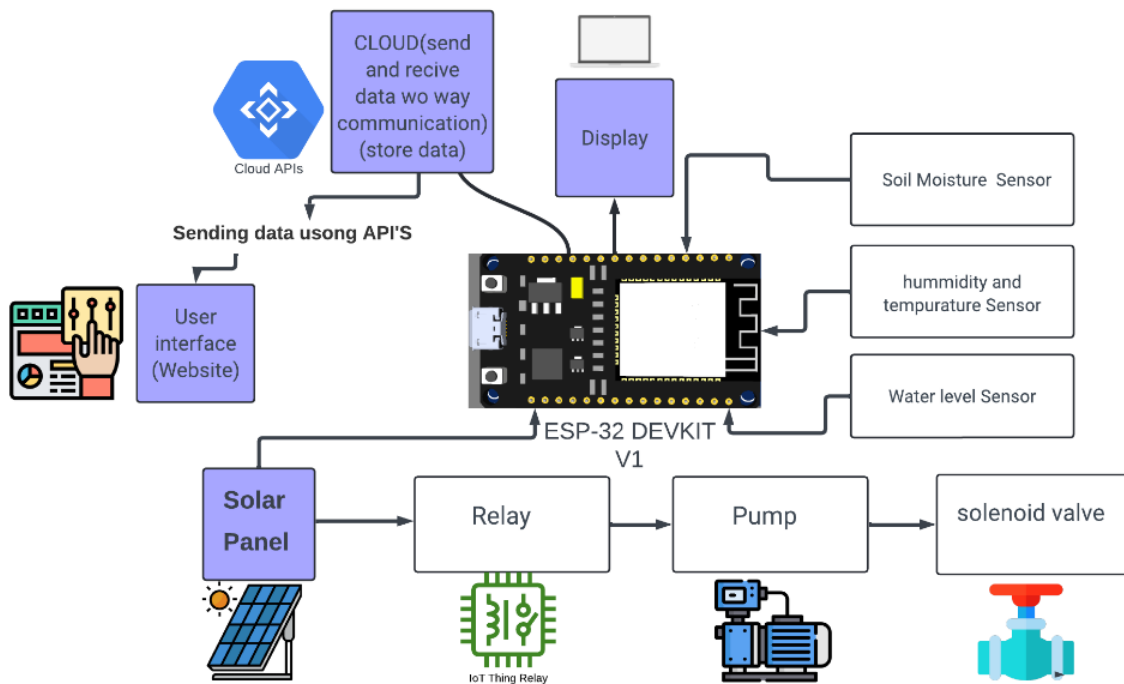 CLOUD(send
and recive
data wo way
communication)
(store data)
Cloud APIs
Display
Soil Moisture Sensor
Sending data usong API'S
hummidity and
tempurature Sensor
User
interface
(Website)
Water level Sensor
ESP-32 DEVKIT
V1
Solar
Panel
Relay
Pump
solenoid valve
IoT Thing Relay